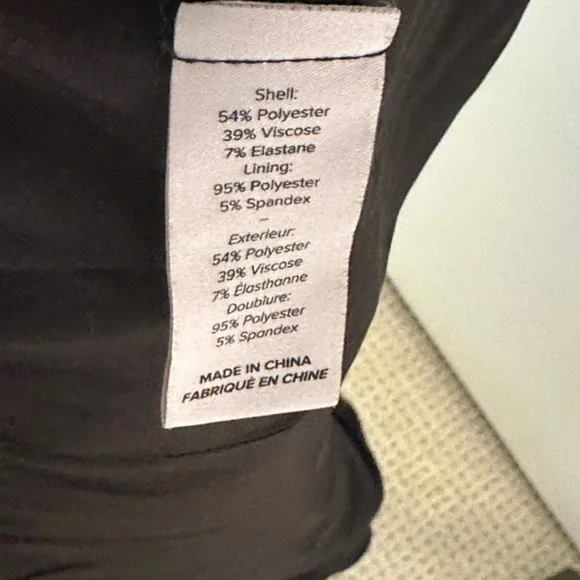 Shell:
54% Polyester
39% Viscose
7% Elastane
Lining:
95% Polyester
5% Spandex
–
Exterieur:
54% Polyester
39% Viscose
7% Élasthanne
Doublure:
95% Polyester
5% Spandex
MADE IN CHINA
FABRIQUÉ EN CHINE